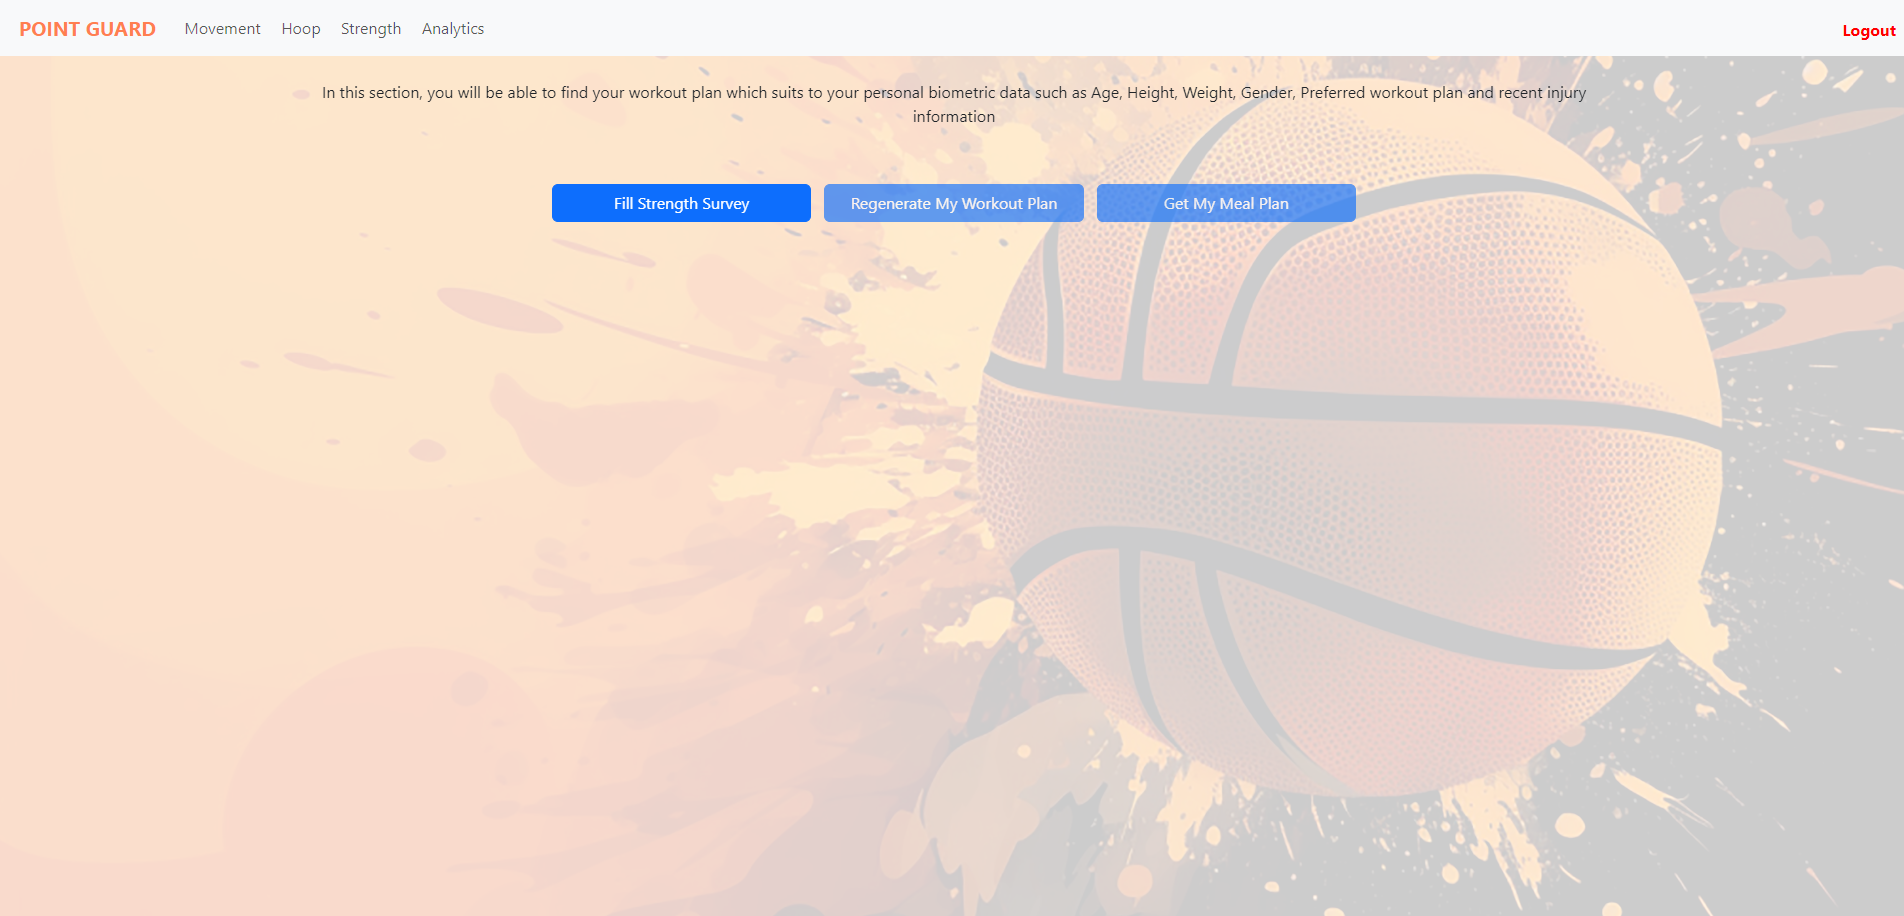 POINT GUARD Movement Hoop Strength Analytics Logout
In this section, you will be able to find your workout plan which suits to your personal biometric data such as Age, Height, Weight, Gender, Preferred workout plan and recent injury
information
Fill Strength Survey Regenerate My Workout Plan Get My Meal Plan